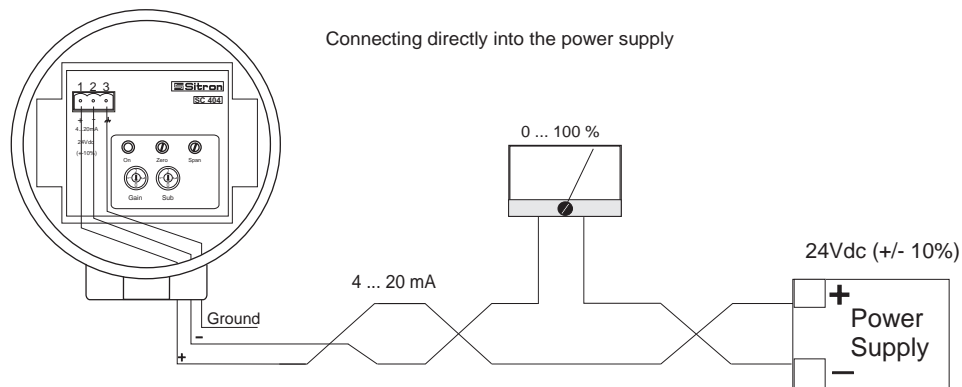 Connecting directly into the power supply
1 2 3
Sitron
SC 404
+ -
4...20mA
24Vdc
(+-10%)
On Zero Span
Gain Sub
0 ... 100 %
24Vdc (+/- 10%)
4 ... 20 mA
+
Power
Supply
-
Ground
-
+